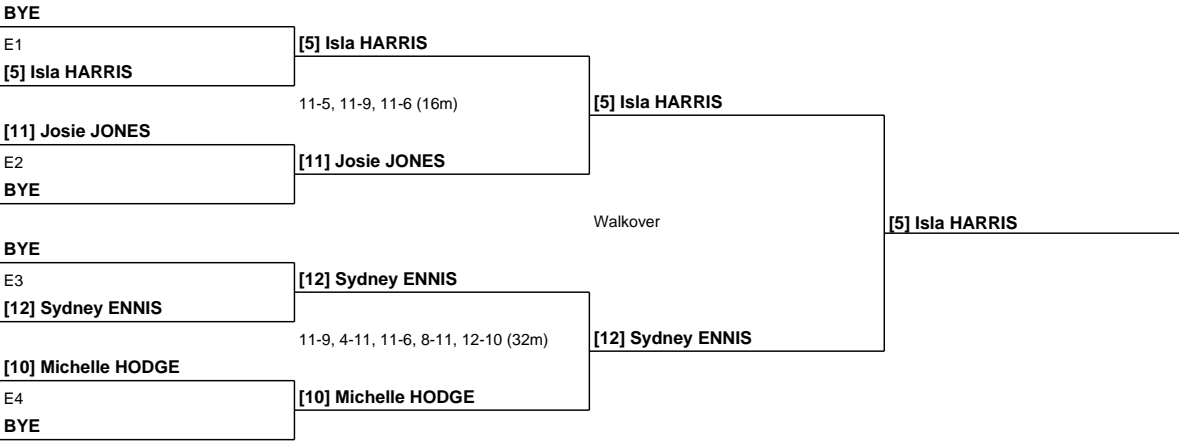 BYE
E1
[5] Isla HARRIS
[5] Isla HARRIS
11-5, 11-9, 11-6 (16m)
[5] Isla HARRIS
[11] Josie JONES
E2
[11] Josie JONES
BYE
Walkover
[5] Isla HARRIS
BYE
E3
[12] Sydney ENNIS
[12] Sydney ENNIS
11-9, 4-11, 11-6, 8-11, 12-10 (32m)
[12] Sydney ENNIS
[10] Michelle HODGE
E4
[10] Michelle HODGE
BYE